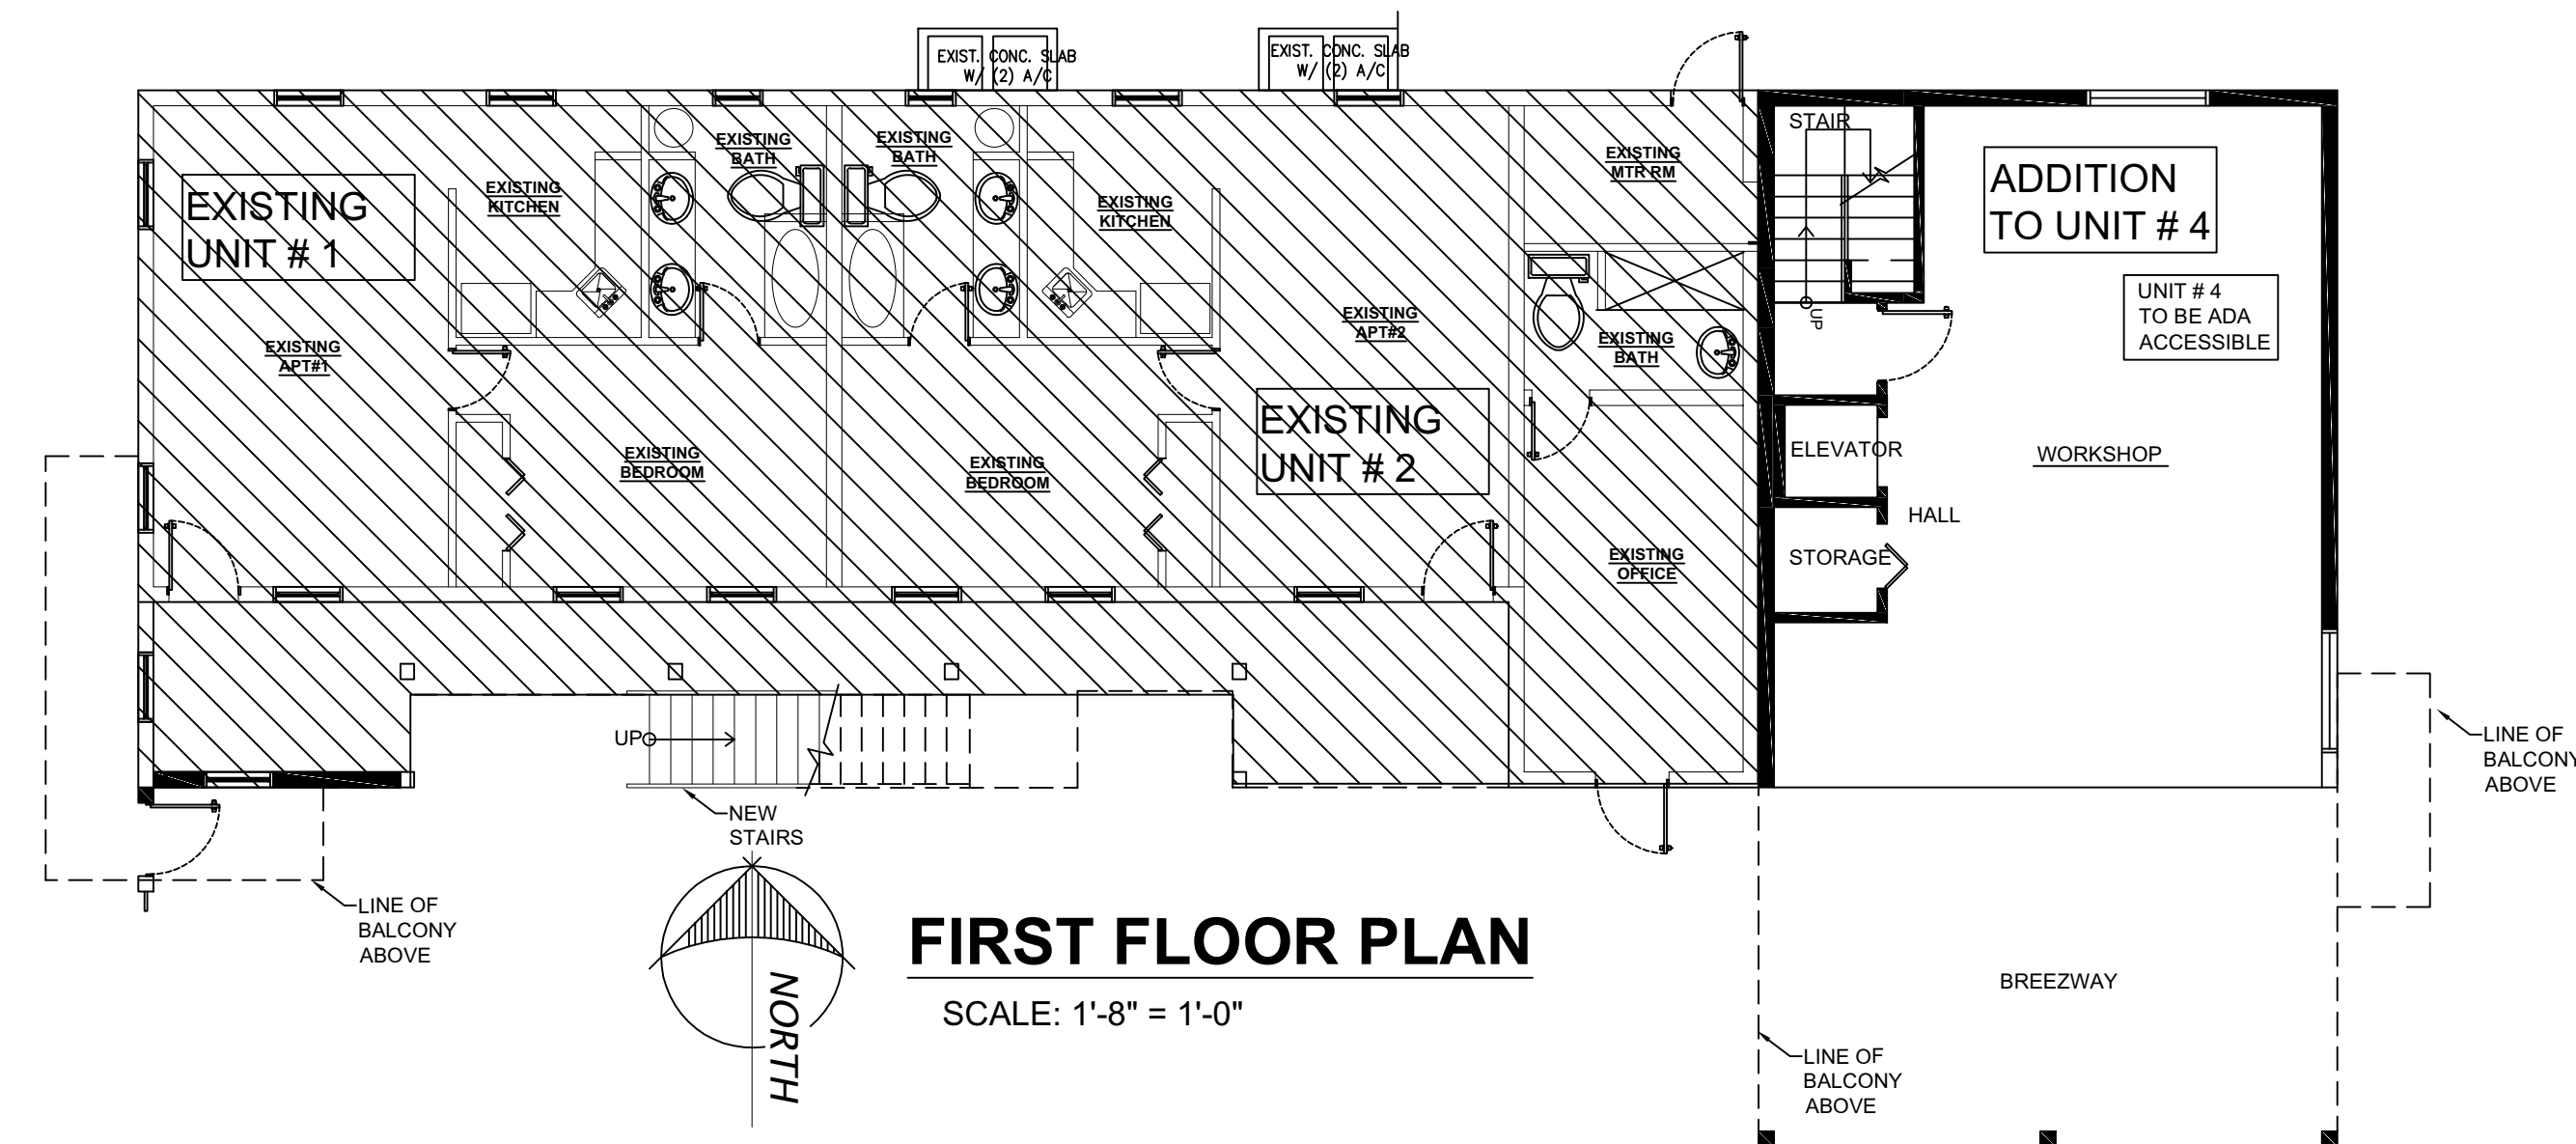 EXIST. CONC. SLAB
W/ (2) A/C
EXIST. CONC. SLAB
W/ (2) A/C
EXISTING
UNIT # 1
EXISTING
KITCHEN
EXISTING
BATH
EXISTING
BATH
EXISTING
KITCHEN
EXISTING
MTR RM
STAIR
ADDITION
TO UNIT # 4
UNIT # 4
TO BE ADA
ACCESSIBLE
EXISTING
APT#1
EXISTING
APT#2
EXISTING
BATH
UP
EXISTING
BEDROOM
EXISTING
BEDROOM
EXISTING
UNIT # 2
ELEVATOR
WORKSHOP
HALL
STORAGE
EXISTING
OFFICE
UP
NEW
STAIRS
LINE OF
BALCONY
ABOVE
LINE OF
BALCONY
ABOVE
NORTH
FIRST FLOOR PLAN
SCALE: 1'-8" = 1'-0"
BREEZWAY
LINE OF
BALCONY
ABOVE